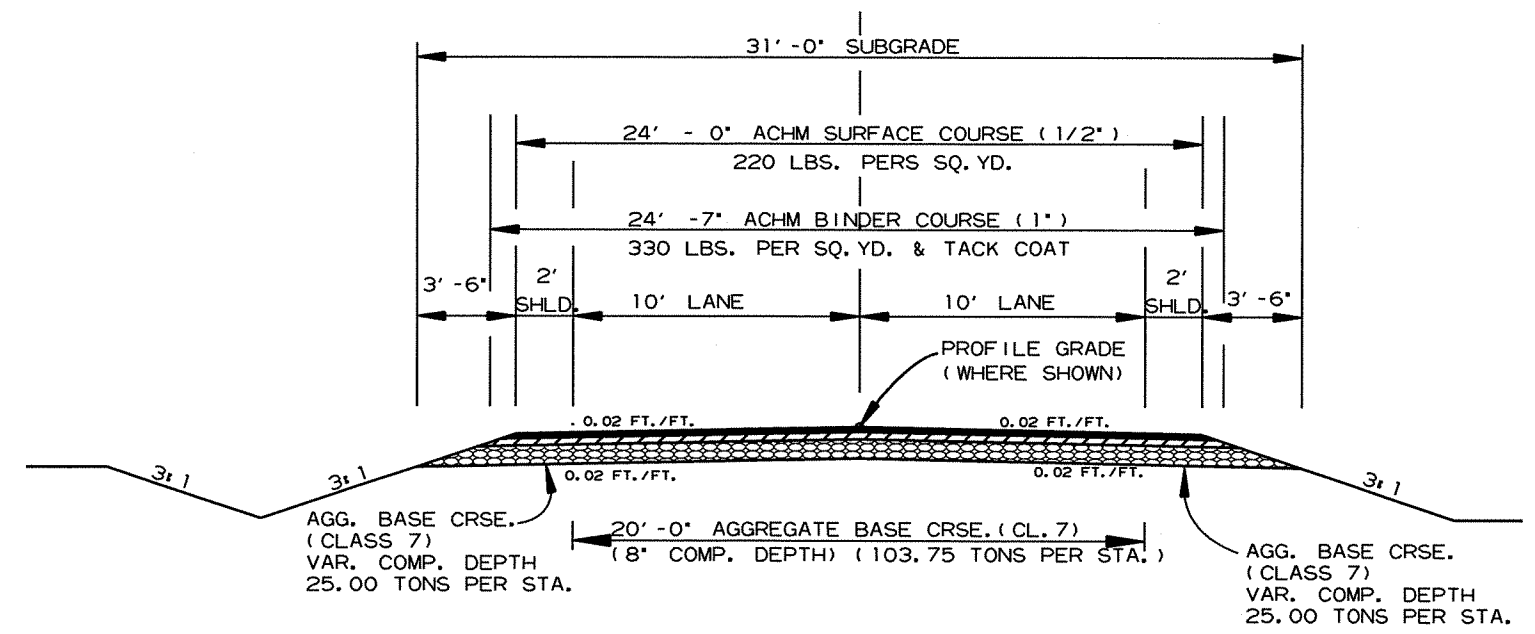 31'-0" SUBGRADE
24' - 0" ACHM SURFACE COURSE (1/2")
220 LBS. PERS SQ.YD.
24' -7" ACHM BINDER COURSE (1")
330 LBS. PER SQ.YD. & TACK COAT
3' -6"
2'
SHLD.
10' LANE
10' LANE
2'
SHLD.
3' -6"
PROFILE GRADE
(WHERE SHOWN)
0.02 FT./FT.
0.02 FT./FT.
3:1
3:1
0.02 FT./FT.
0.02 FT./FT.
3:1
AGG. BASE CRSE.
(CLASS 7)
VAR. COMP. DEPTH
25.00 TONS PER STA.
20'-0" AGGREGATE BASE CRSE.(CL.7)
(8" COMP. DEPTH) (103.75 TONS PER STA.)
AGG. BASE CRSE.
(CLASS 7)
VAR. COMP. DEPTH
25.00 TONS PER STA.